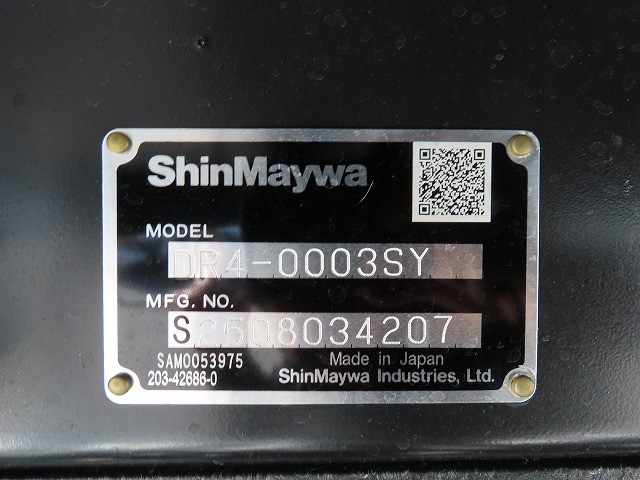 ShinMaywa
MODEL
DR4-0003SY
MFG. NO.
S2508034207
SAM0053975
Made in Japan
203-42686-0
ShinMaywa Industries, Ltd.